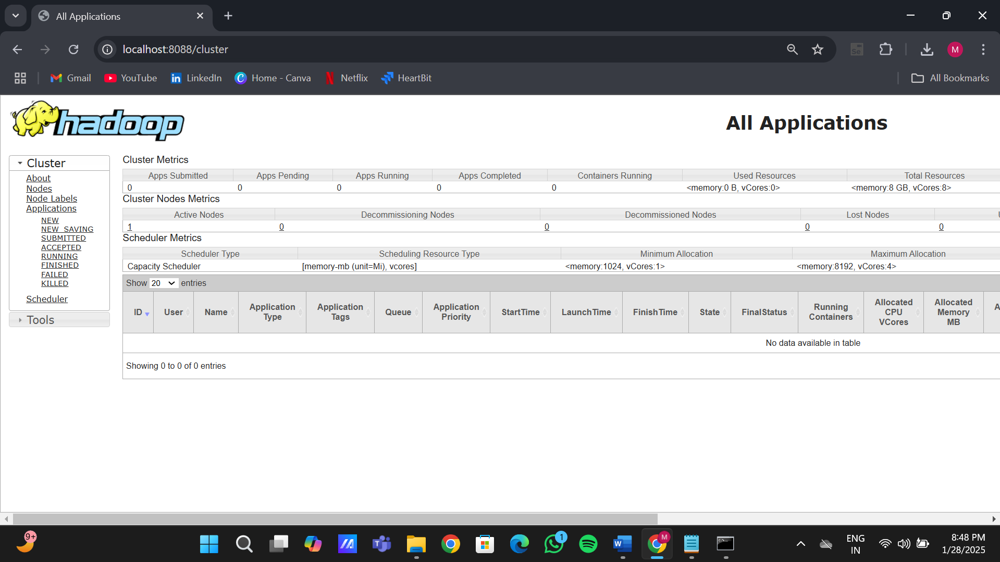 All Applications
localhost:8088/cluster
Se
M
Gmail
YouTube
LinkedIn
Home - Canva
Netflix
HeartBit
All Bookmarks
hadoop
All Applications
Cluster
About
Nodes
Node Labels
Applications
NEW
NEW_SAVING
SUBMITTED
ACCEPTED
RUNNING
FINISHED
FAILED
KILLED
Scheduler
Tools
Cluster Metrics
Apps Submitted Apps Pending Apps Running Apps Completed Containers Running Used Resources Total Resources
0 0 0 0 0 <memory:0 B, vCores:0> <memory:8 GB, vCores:8>
Cluster Nodes Metrics
Active Nodes Decommissioning Nodes Decommissioned Nodes Lost Nodes
1 0 0 0 0
Scheduler Metrics
Scheduler Type Scheduling Resource Type Minimum Allocation Maximum Allocation
Capacity Scheduler [memory-mb (unit=Mi), vcores] <memory:1024, vCores:1> <memory:8192, vCores:4>
Show 20 entries
ID User Name Application Type Application Tags Queue Application Priority StartTime LaunchTime FinishTime State FinalStatus Running Containers Allocated CPU VCores Allocated Memory MB A
No data available in table
Showing 0 to 0 of 0 entries
9+
1
M
ENG
IN
8:48 PM
1/28/2025